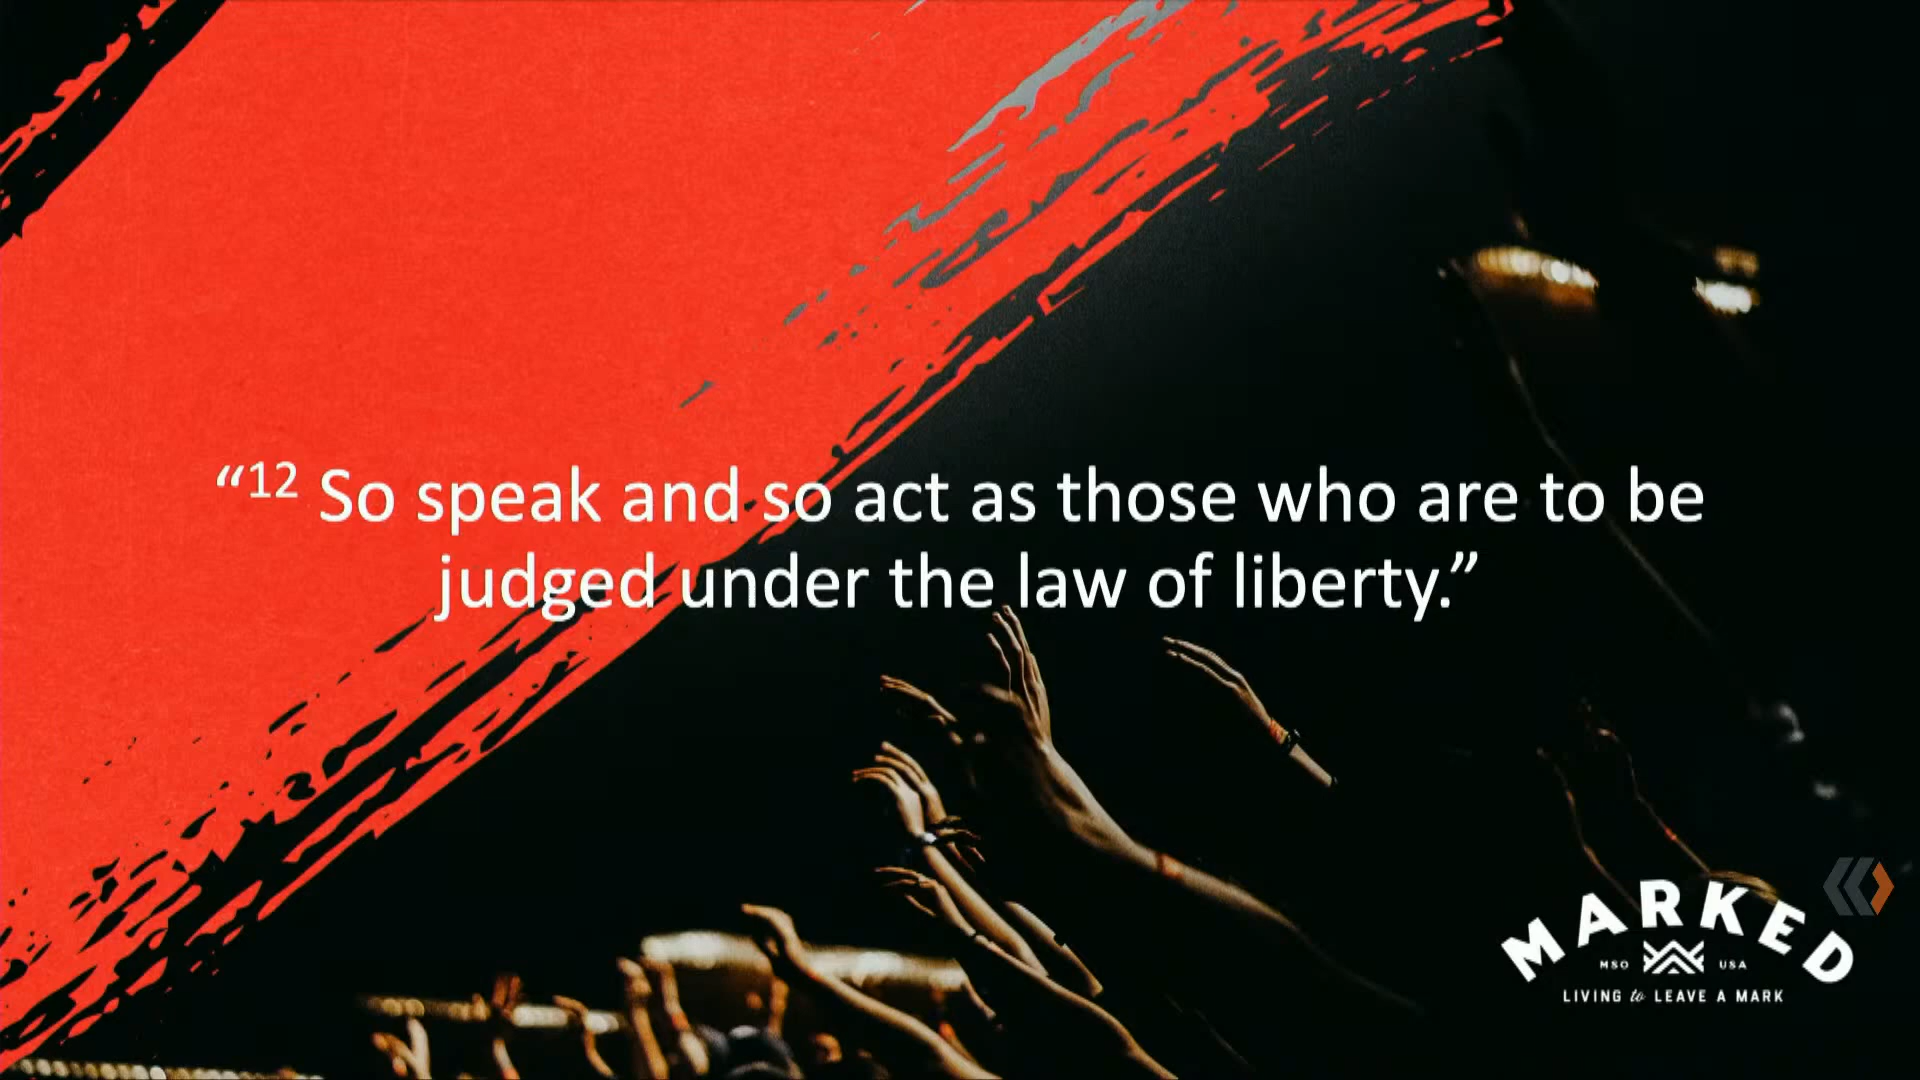 “12 So speak and so act as those who are to be
judged under the law of liberty.”
MARKED
MSO USA
LIVING to LEAVE A MARK